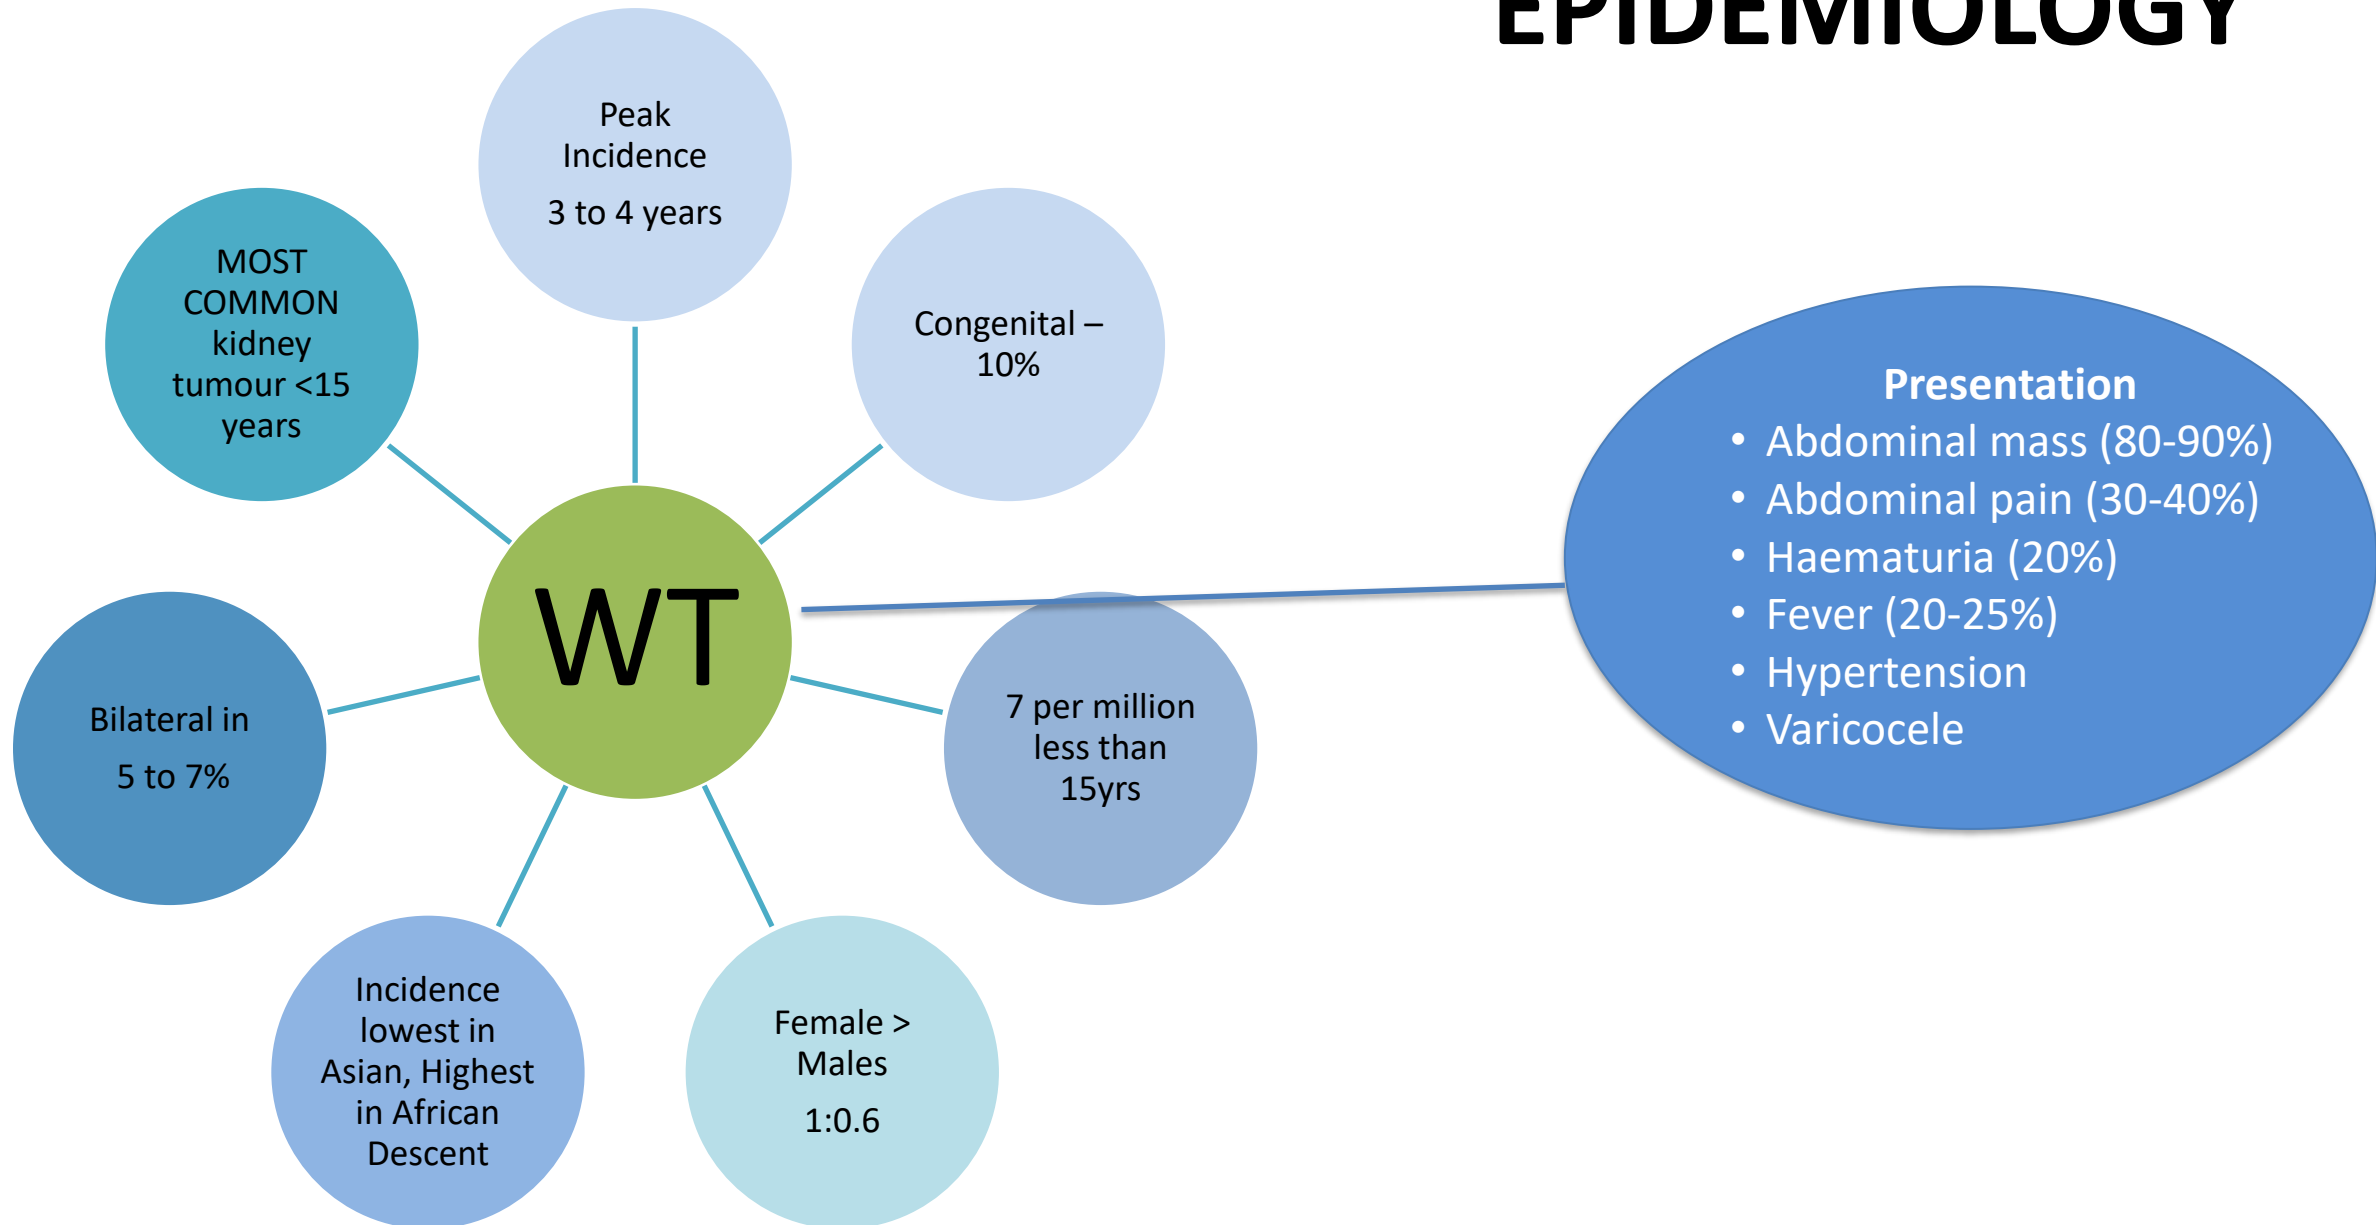 EPIDEMIOLOGY
Peak
Incidence
3 to 4 years
Congenital –
10%
7 per million
less than
15yrs
Female >
Males
1:0.6
Incidence
lowest in
Asian, Highest
in African
Descent
Bilateral in
5 to 7%
MOST
COMMON
kidney
tumour <15
years
WT
Presentation
• Abdominal mass (80-90%)
• Abdominal pain (30-40%)
• Haematuria (20%)
• Fever (20-25%)
• Hypertension
• Varicocele